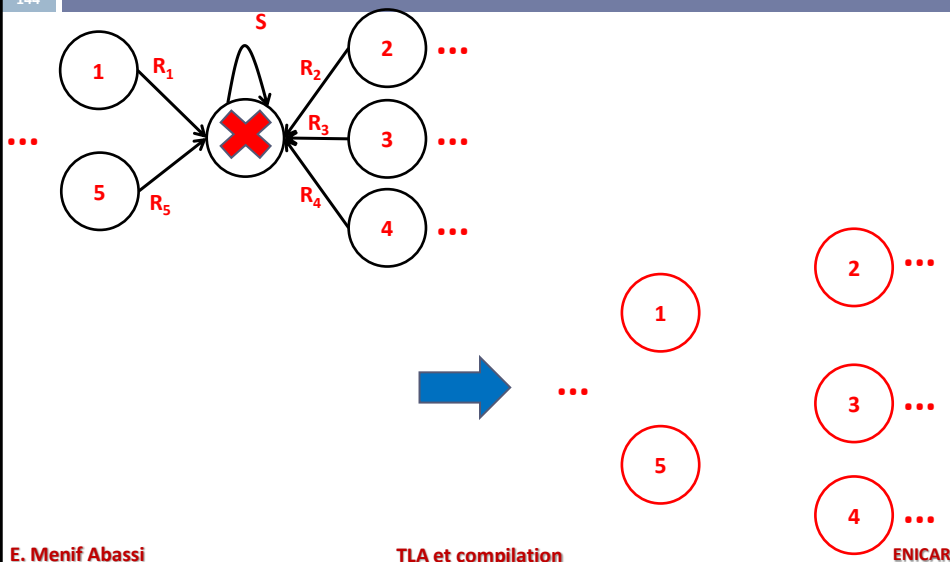 144
S
1
R₁
R₂
2
...
...
R₃
3
...
5
R₅
R₄
4
...
2
...
1
...
3
...
5
4
...
E. Menif Abassi
TLA et compilation